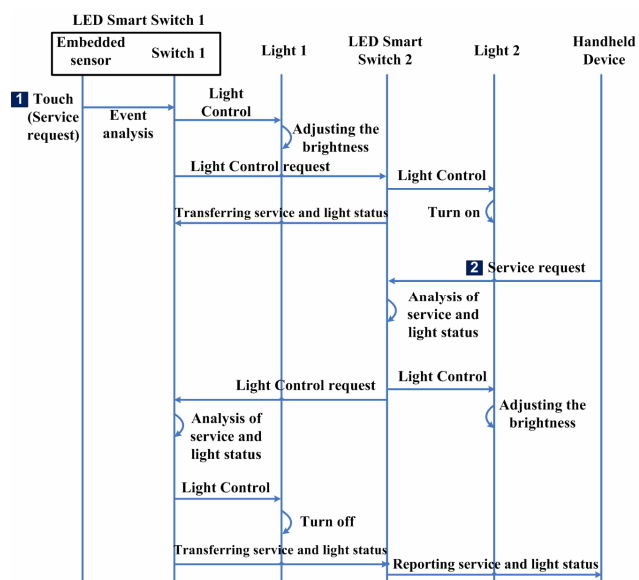 LED Smart Switch 1
Embedded
sensor
Switch 1
Light 1
LED Smart
Switch 2
Light 2
Handheld
Device
1 Touch
(Service
request)
Event
analysis
Light
Control
Adjusting the
brightness
Light Control request
Light Control
Transferring service and light status
Turn on
2 Service request
Analysis of
service and
light status
Light Control
Light Control request
Adjusting the
brightness
Analysis of
service and
light status
Light Control
Turn off
Transferring service and light status
Reporting service and light status